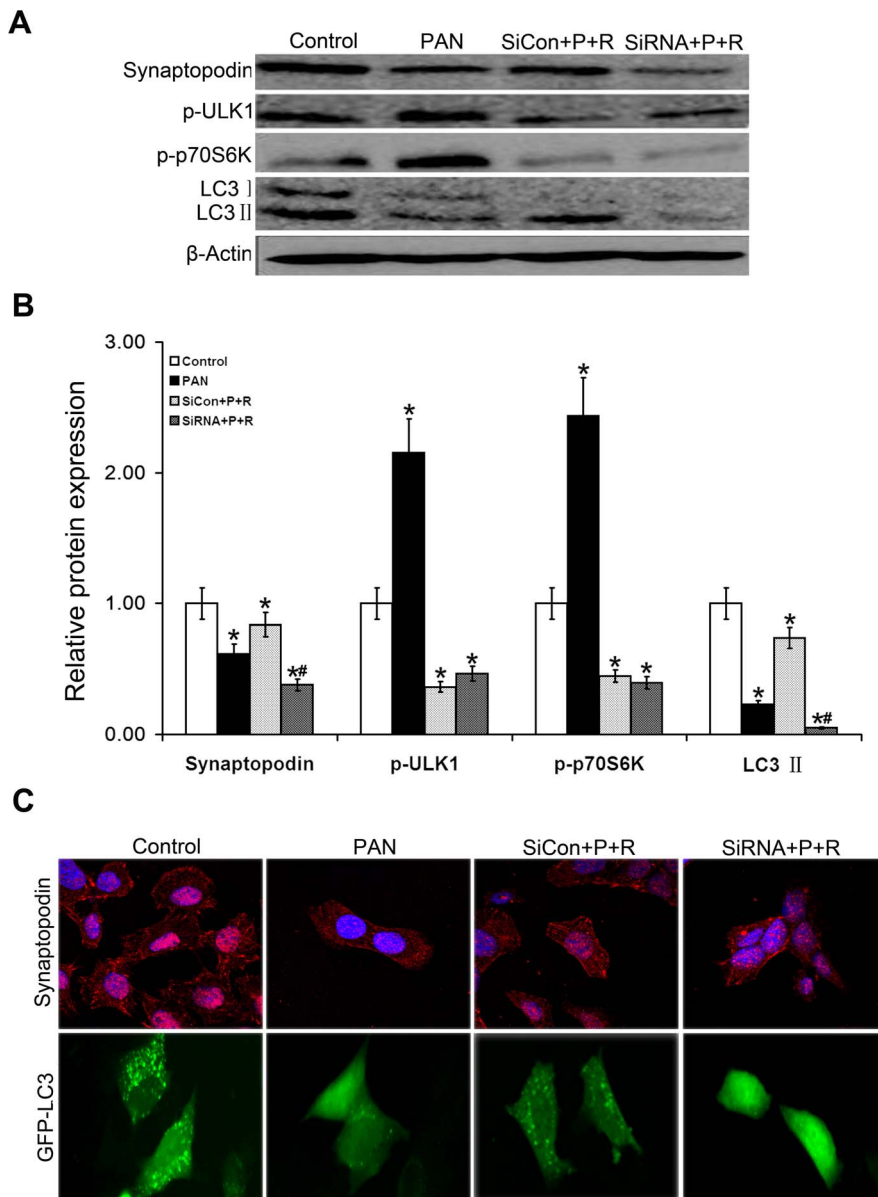 A
Control PAN SiCon+P+R SiRNA+P+R
Synaptopodin
p-ULK1
p-p70S6K
LC3 Ⅰ
LC3 Ⅱ
β-Actin
B
Relative protein expression
3.00
2.00
1.00
0.00
Control
PAN
SiCon+P+R
SiRNA+P+R
* * *#
* * *
* * *
* * *#
Synaptopodin p-ULK1 p-p70S6K LC3 Ⅱ
C
Control PAN SiCon+P+R SiRNA+P+R
Synaptopodin
GFP-LC3